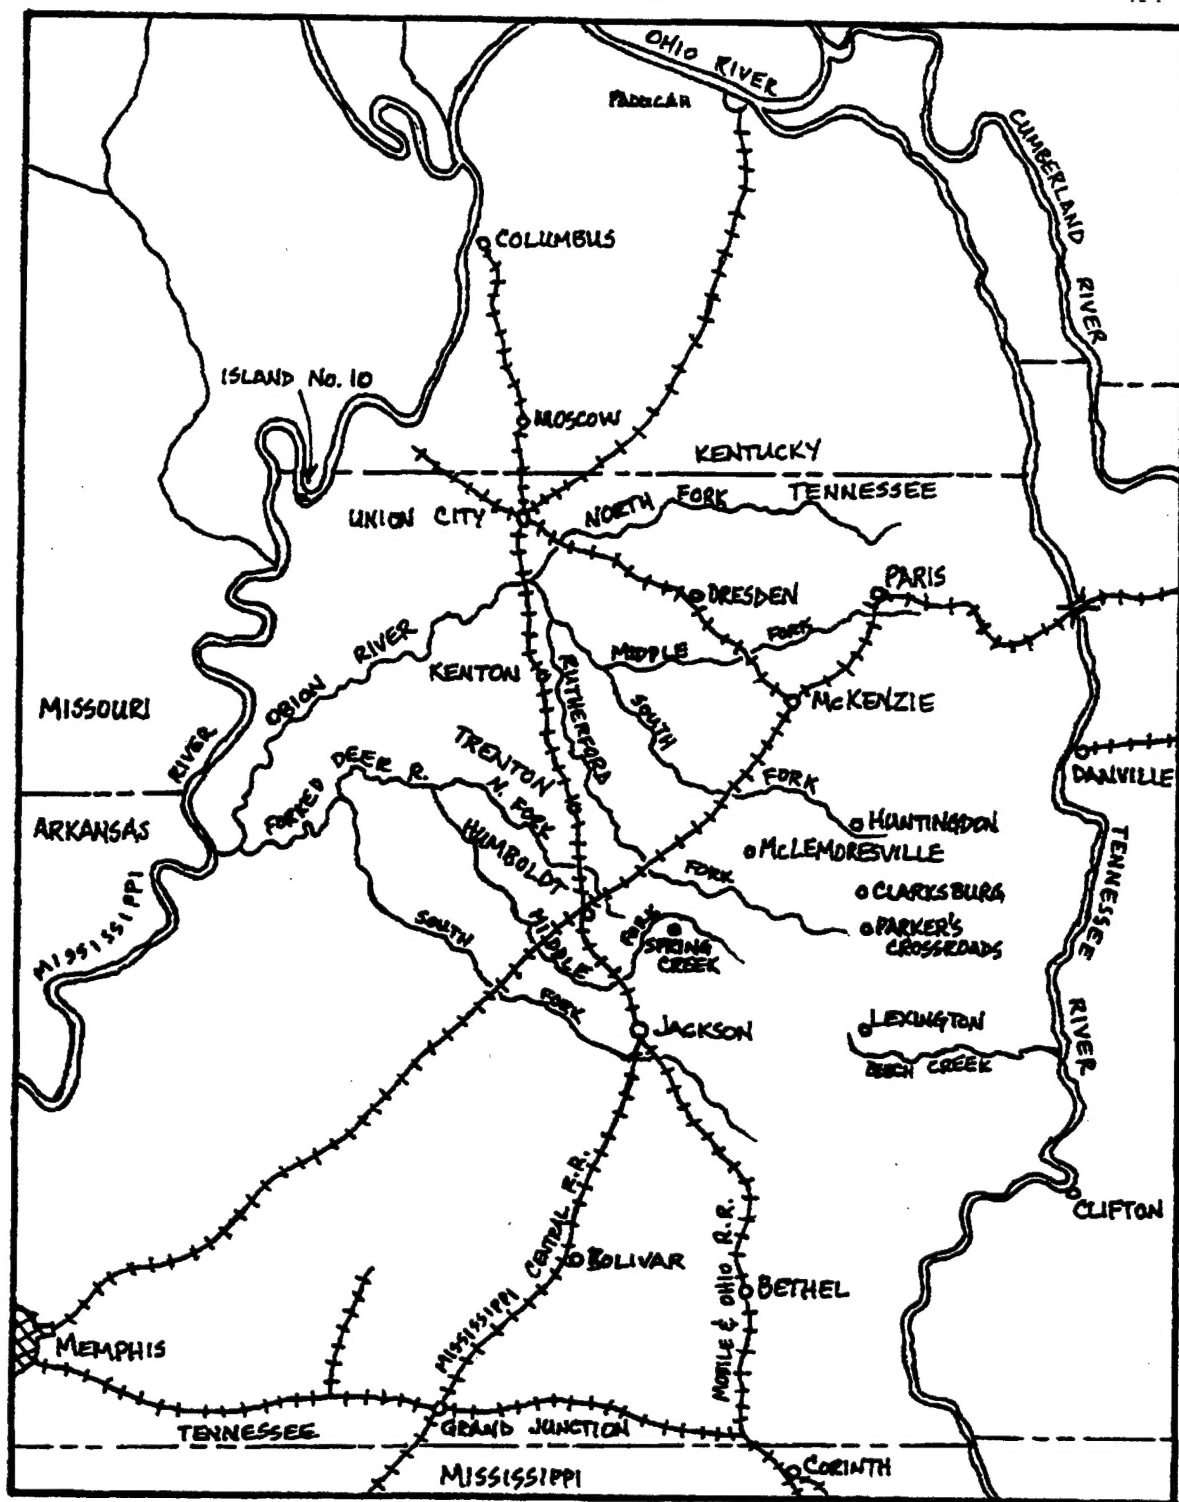 OHIO RIVER
PADUCAH
CUMBERLAND RIVER
COLUMBUS
ISLAND No. 10
MOSCOW
KENTUCKY
TENNESSEE
UNION CITY
NORTH FORK
DRESDEN
PARIS
MIDDLE FORK
OBION RIVER
KENTON
RUTHERFORD FORK
SOUTH FORK
McKENZIE
MISSOURI
MISSISSIPPI RIVER
TRENTON
DANVILLE
FORKED DEER R.
N. FORK
ARKANSAS
HUMBOLDT
HUNTINGDON
McLEMORESVILLE
CLARKSBURG
TENNESSEE RIVER
PARKER'S
CROSSROADS
SOUTH FORK
MIDDLE FORK
SPRING
CREEK
JACKSON
LEXINGTON
BEECH CREEK
CLIFTON
MISSISSIPPI CENTRAL R.R.
BOLIVAR
MOBILE & OHIO R.R.
BETHEL
MEMPHIS
TENNESSEE
GRAND JUNCTION
MISSISSIPPI
CORINTH